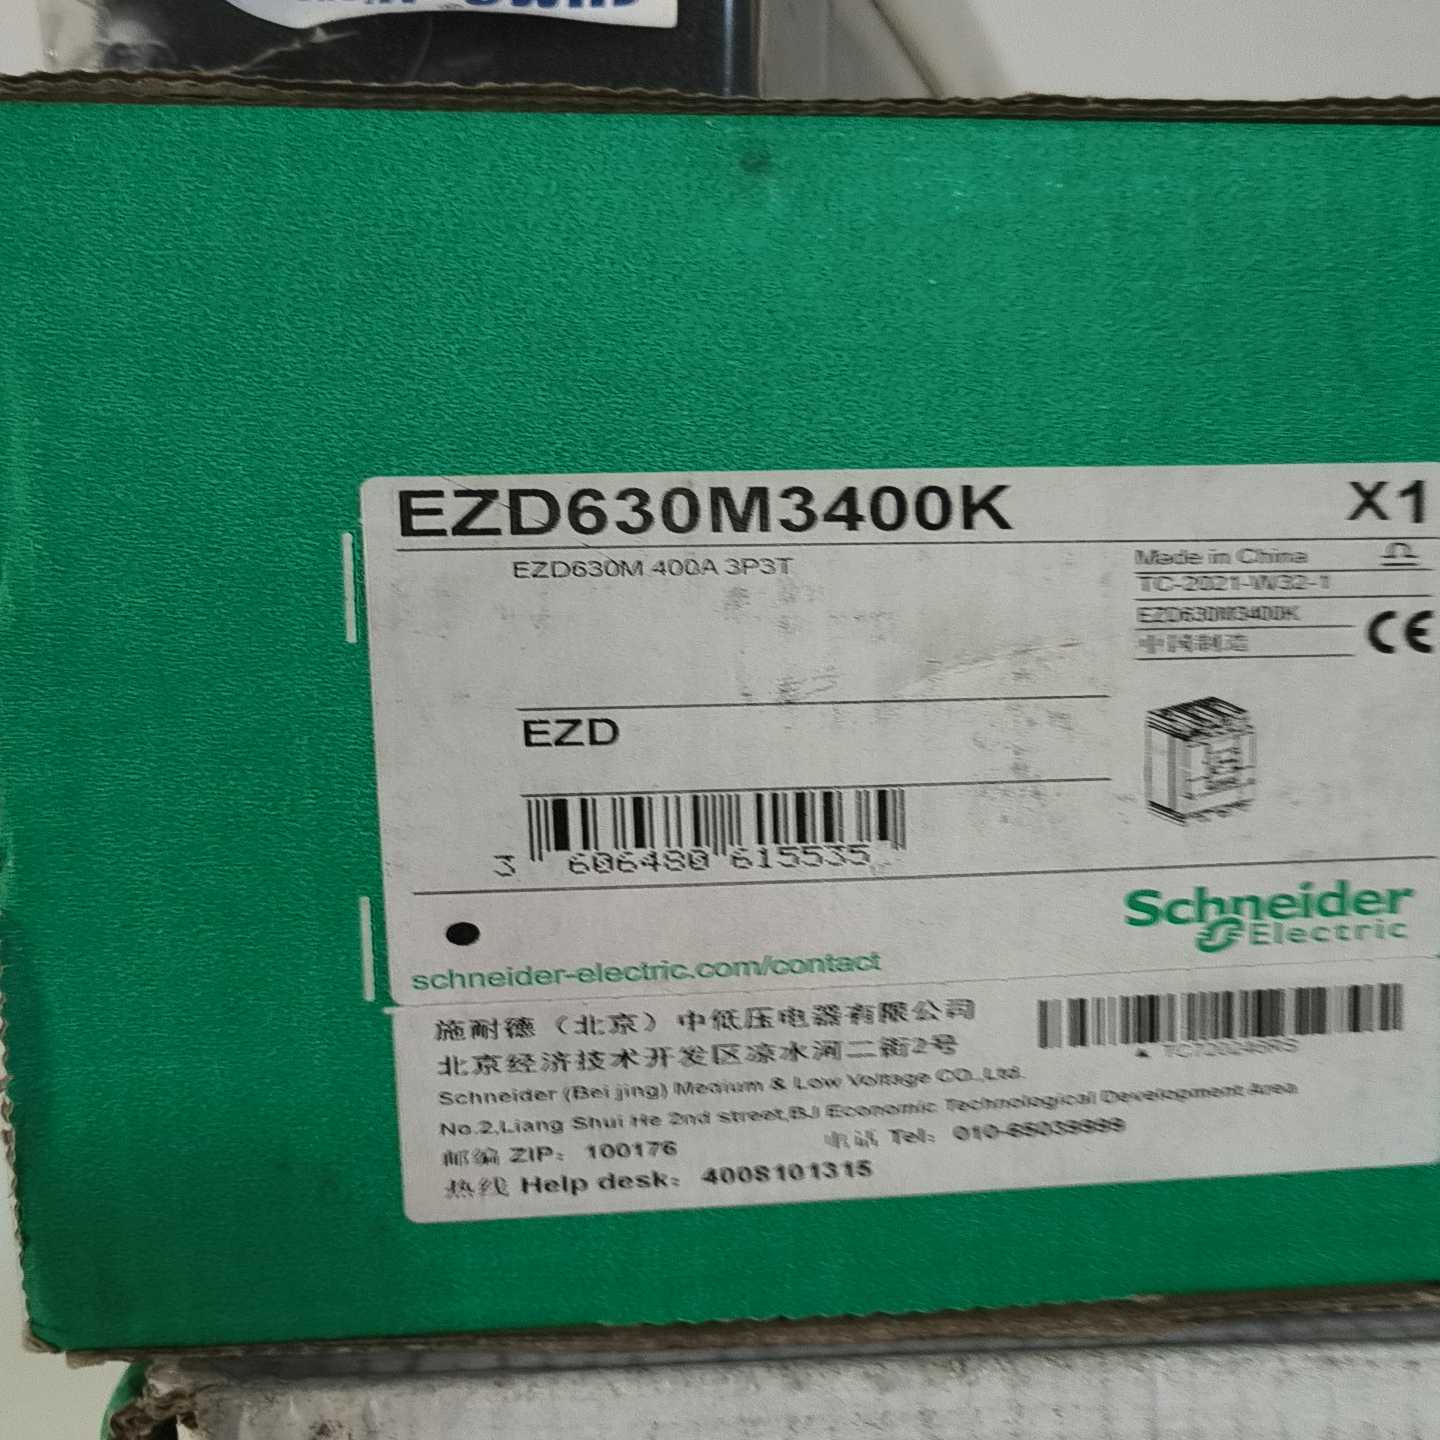 EZD630M3400K X1
EZD630M 400A 3P3T
Made in China
TC-2021-W32-1
EZD630M3400K
中国制造
CE
EZD
3 606480 615535
Schneider
Electric
schneider-electric.com/contact
施耐德（北京）中低压电器有限公司
北京经济技术开发区凉水河二街2号
Schneider (Beijing) Medium & Low Voltage CO.,Ltd.
No.2,Liang Shui He 2nd street,BJ Economic Technological Development Area
邮编 ZIP： 100176 电话 Tel： 010-65039999
热线 Help desk： 4008101315